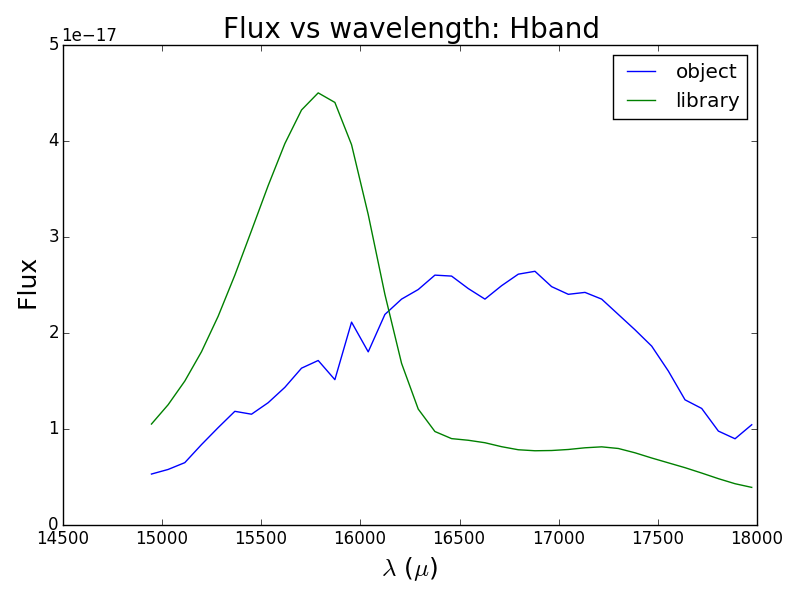 Flux vs wavelength: Hband
1e−17
5
4
3
2
1
0
Flux
object
library
14500 15000 15500 16000 16500 17000 17500 18000
λ (μ)